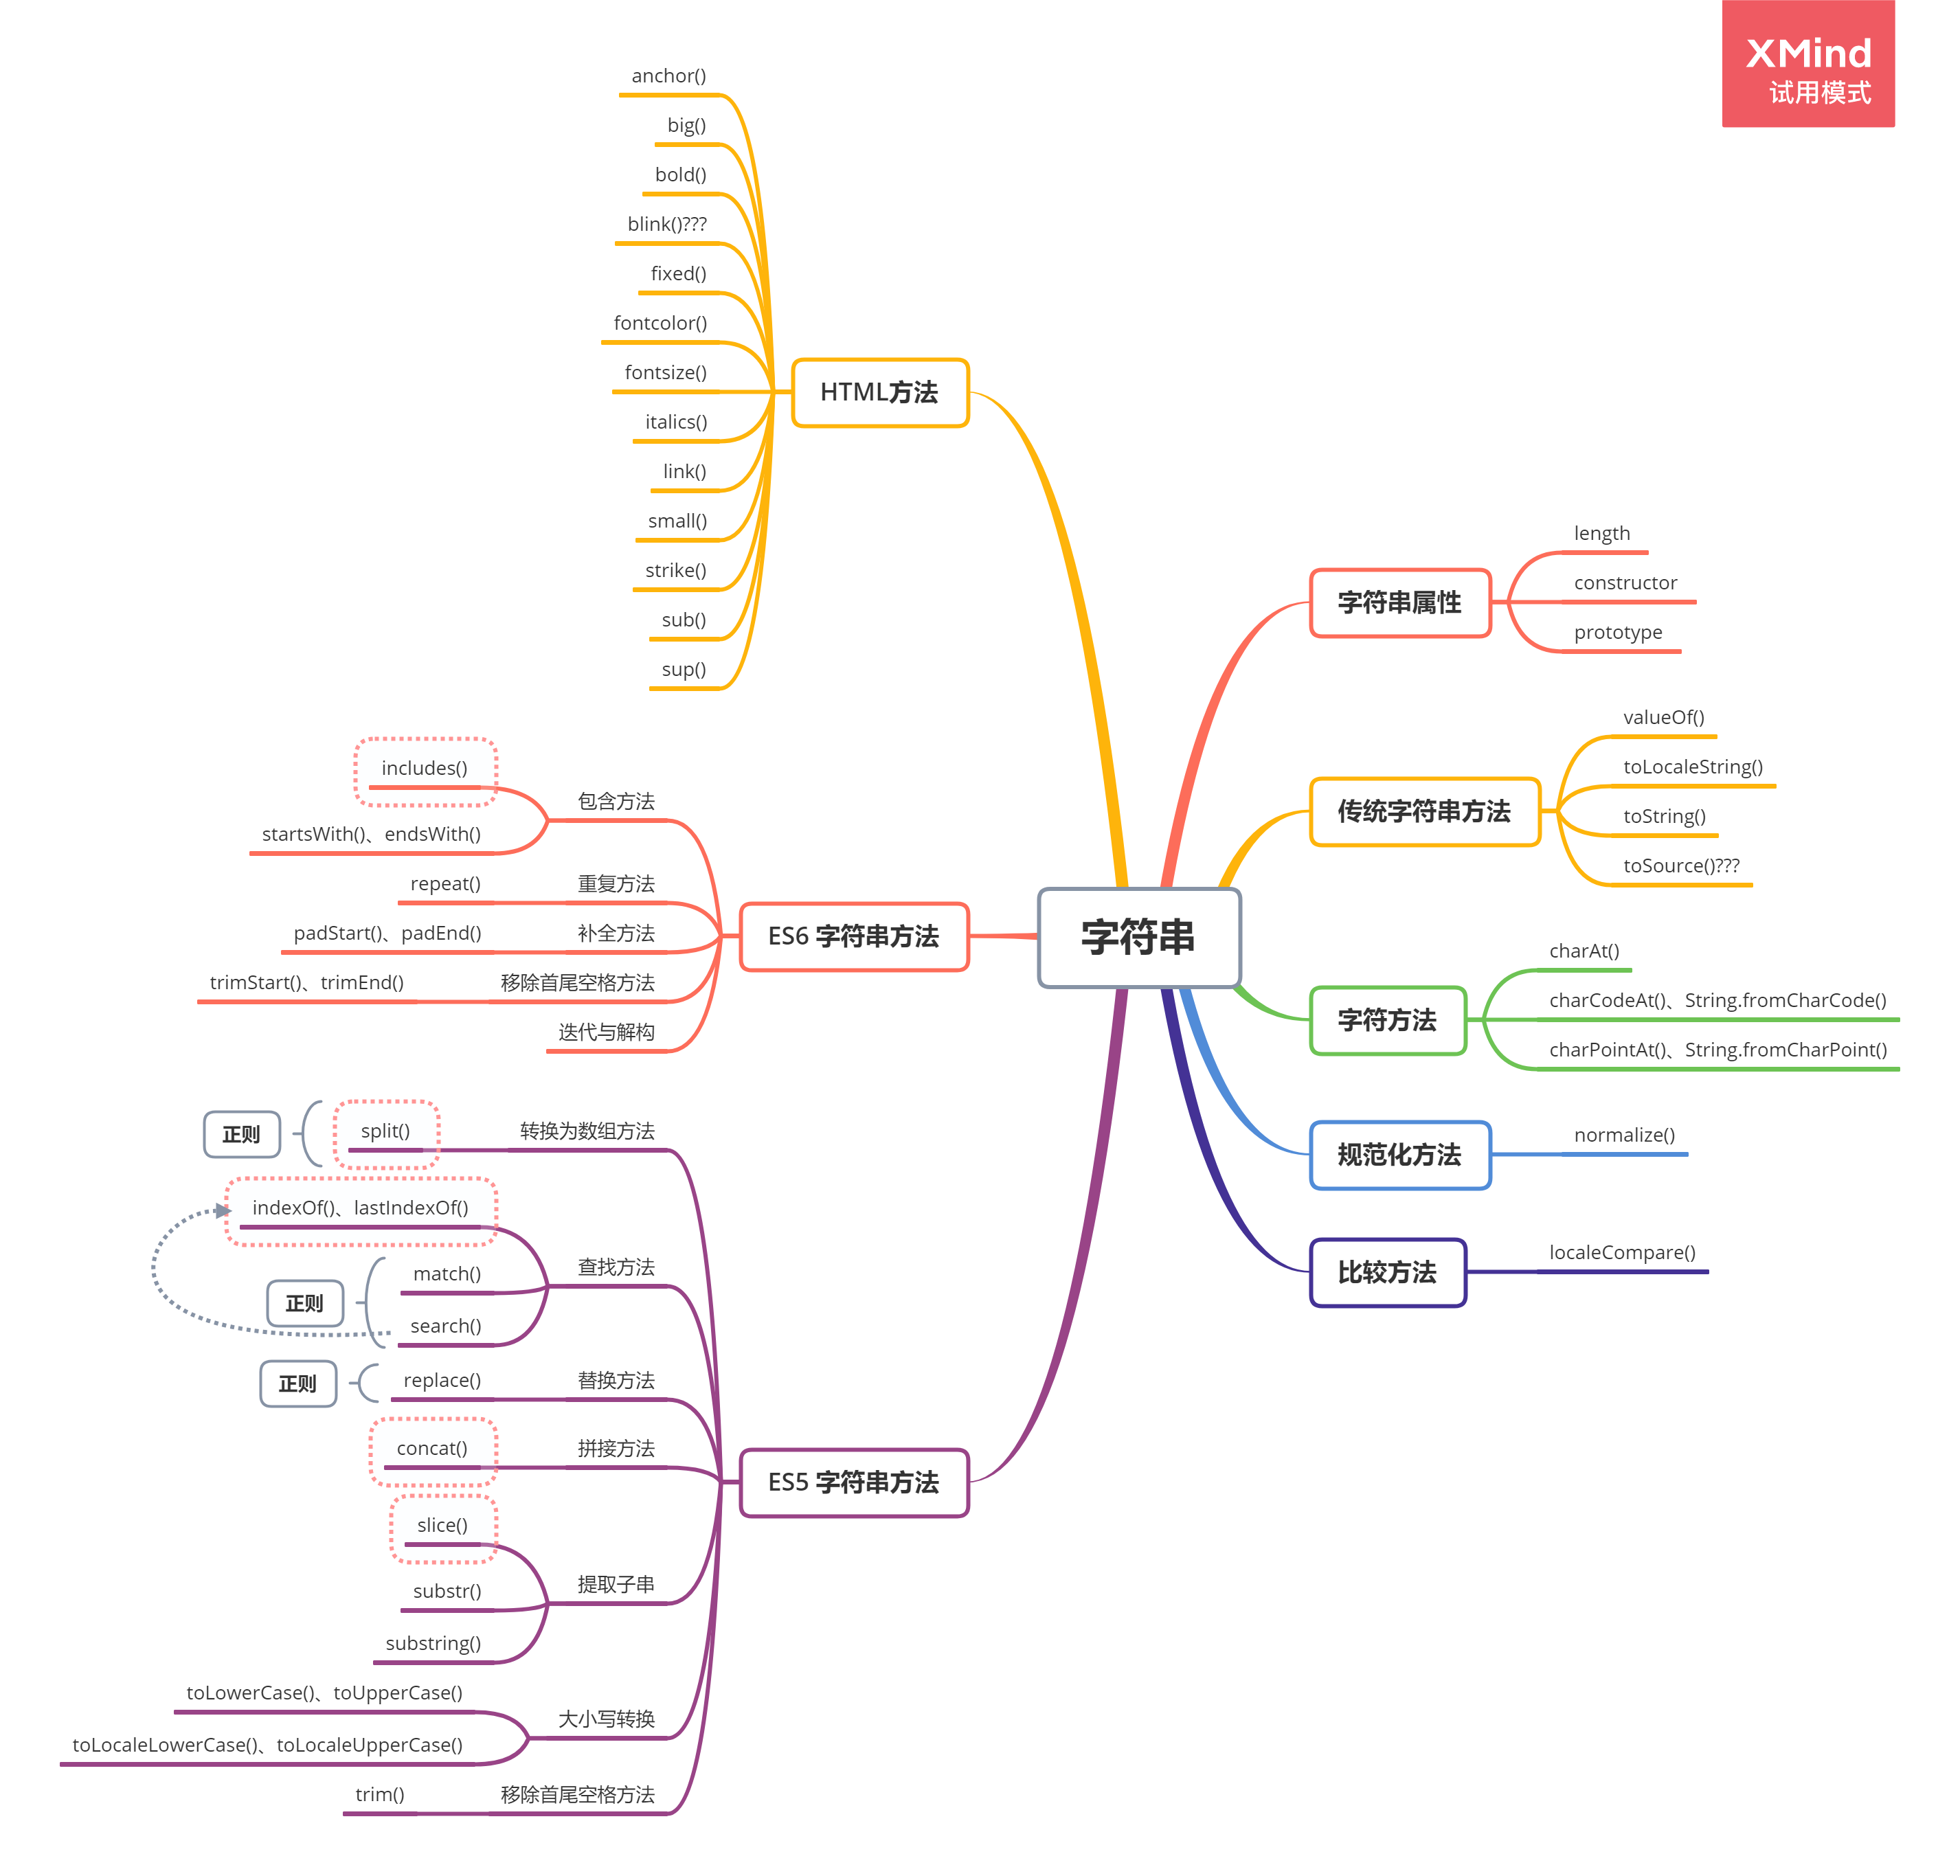 XMind
试用模式
字符串
HTML方法
anchor()
big()
bold()
blink()???
fixed()
fontcolor()
fontsize()
italics()
link()
small()
strike()
sub()
sup()
字符串属性
length
constructor
prototype
传统字符串方法
valueOf()
toLocaleString()
toString()
toSource()???
字符方法
charAt()
charCodeAt()、String.fromCharCode()
charPointAt()、String.fromCharPoint()
规范化方法
normalize()
比较方法
localeCompare()
ES6 字符串方法
包含方法
includes()
startsWith()、endsWith()
重复方法
repeat()
补全方法
padStart()、padEnd()
移除首尾空格方法
trimStart()、trimEnd()
迭代与解构
ES5 字符串方法
转换为数组方法
split()
正则
查找方法
indexOf()、lastIndexOf()
match()
search()
正则
替换方法
replace()
正则
拼接方法
concat()
提取子串
slice()
substr()
substring()
大小写转换
toLowerCase()、toUpperCase()
toLocaleLowerCase()、toLocaleUpperCase()
移除首尾空格方法
trim()